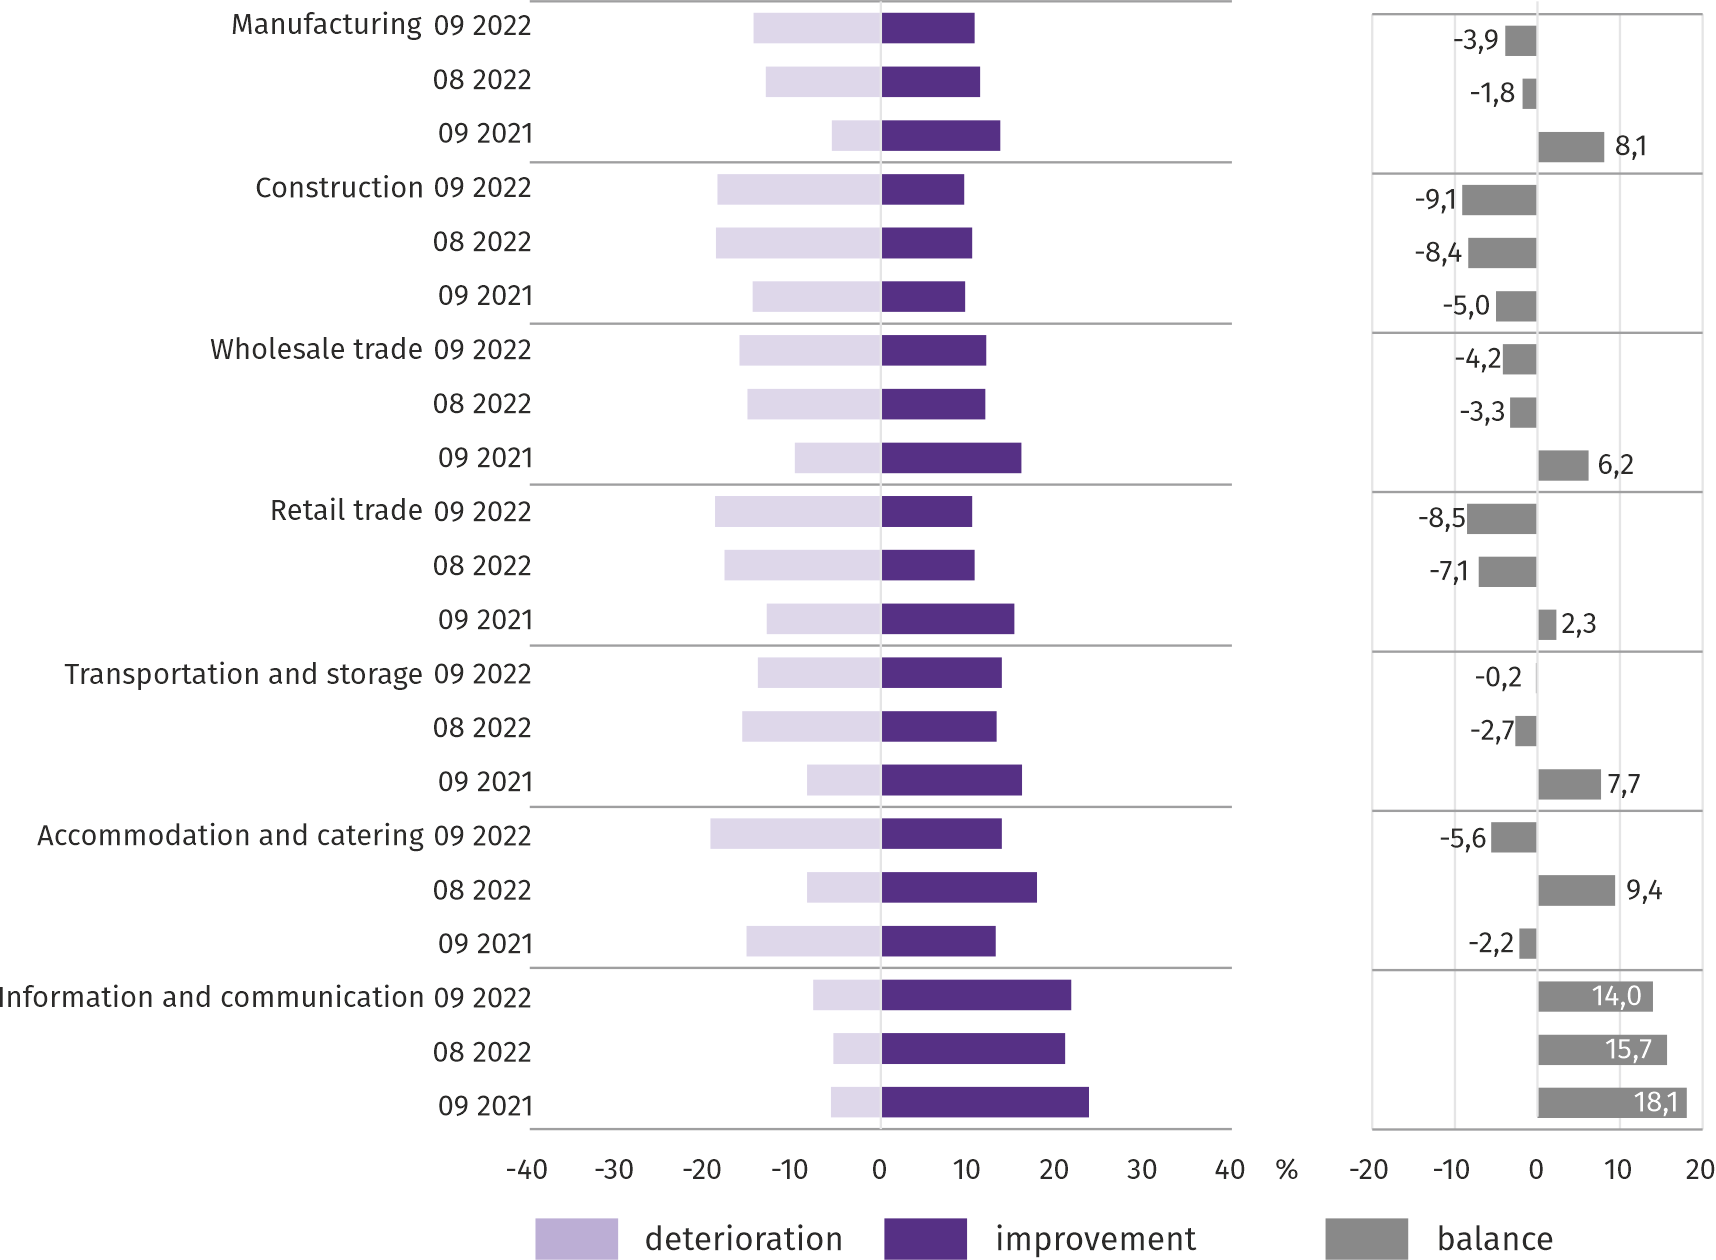 Manufacturing 09 2022 -3,9
08 2022 -1,8
09 2021 8,1
Construction 09 2022 -9,1
08 2022 -8,4
09 2021 -5,0
Wholesale trade 09 2022 -4,2
08 2022 -3,3
09 2021 6,2
Retail trade 09 2022 -8,5
08 2022 -7,1
09 2021 2,3
Transportation and storage 09 2022 -0,2
08 2022 -2,7
09 2021 7,7
Accommodation and catering 09 2022 -5,6
08 2022 9,4
09 2021 -2,2
Information and communication 09 2022 14,0
08 2022 15,7
09 2021 18,1
-40 -30 -20 -10 0 10 20 30 40 % -20 -10 0 10 20
deterioration improvement balance